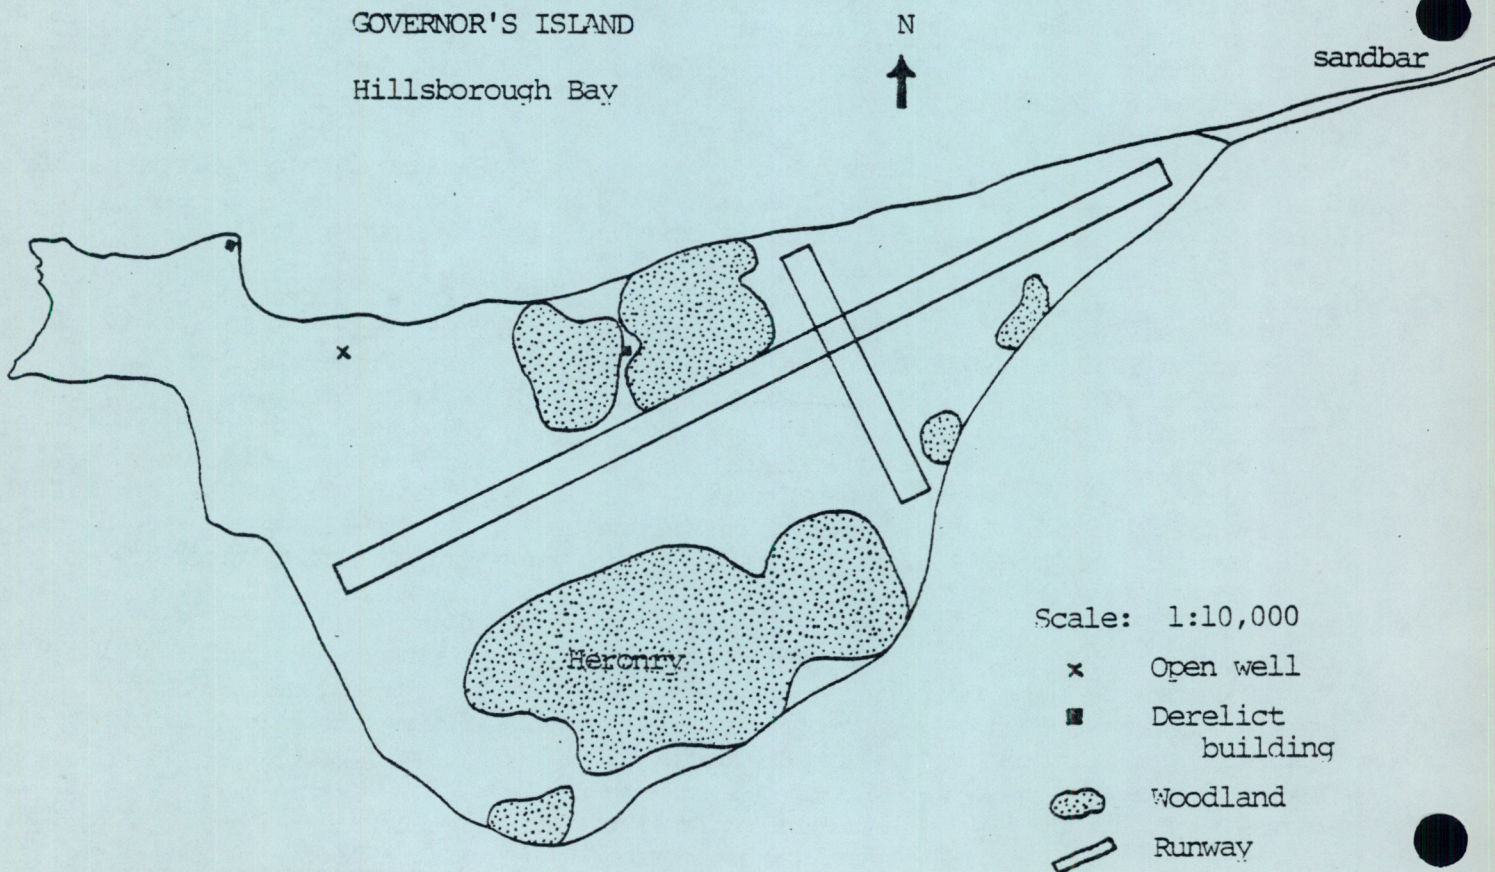 GOVERNOR'S ISLAND
N
Hillsborough Bay
sandbar
Heronry
Scale: 1:10,000
x Open well
Derelict
building
Woodland
Runway